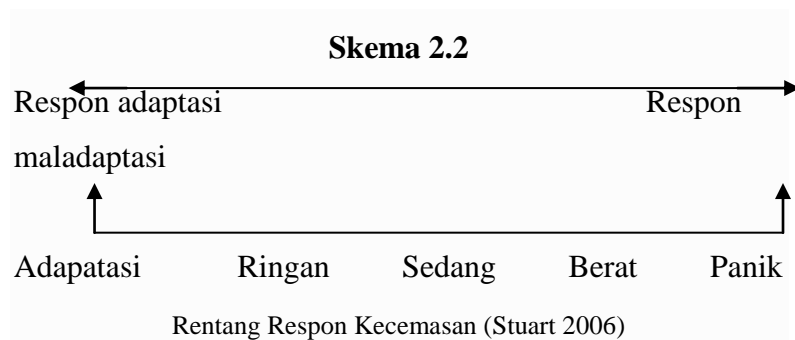 Skema 2.2
Respon adaptasi Respon
maladaptasi
Adapatasi Ringan Sedang Berat Panik
Rentang Respon Kecemasan (Stuart 2006)